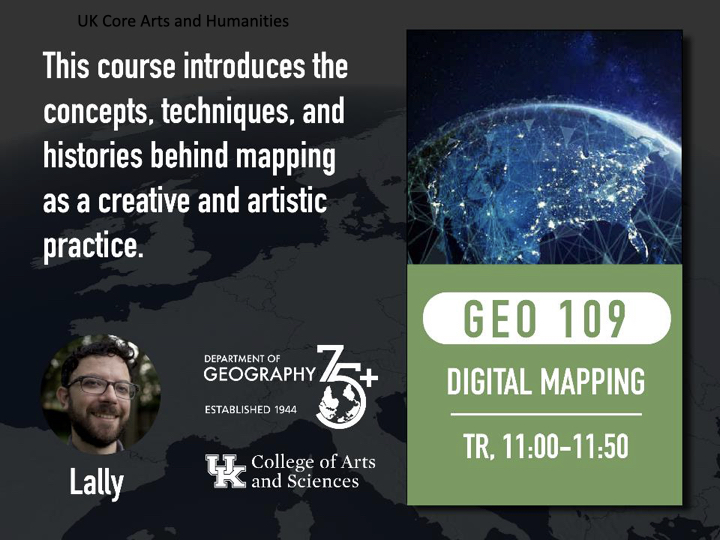 UK Core Arts and Humanities
This course introduces the
concepts, techniques, and
histories behind mapping
as a creative and artistic
practice.
GEO 109
DIGITAL MAPPING
TR, 11:00-11:50
Lally
DEPARTMENT OF
GEOGRAPHY 75+
ESTABLISHED 1944
UK College of Arts
and Sciences